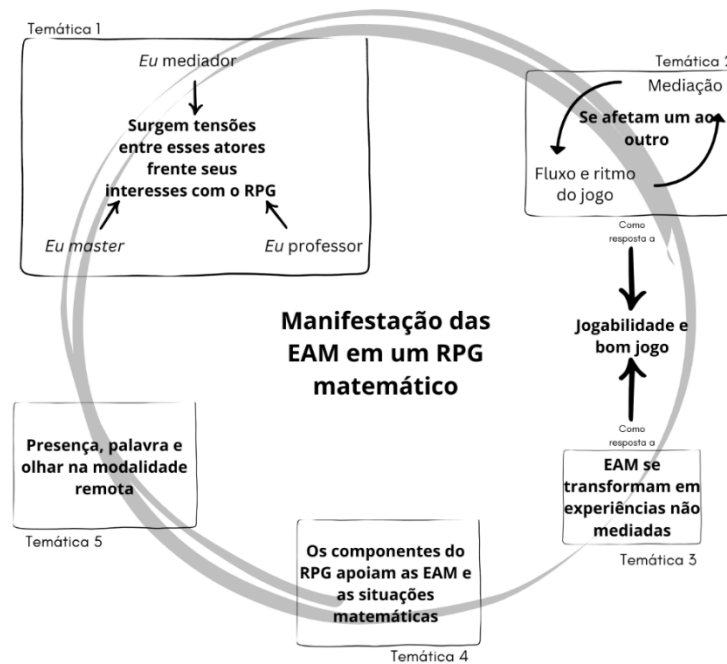 Temática 1
Eu mediador
Surgem tensões
entre esses atores
frente seus
interesses com o RPG
Eu master
Eu professor
Temática 2
Mediação
Se afetam um ao
outro
Fluxo e ritmo
do jogo
Como
resposta a
Jogabilidade e
bom jogo
Como
resposta a
EAM se
transformam em
experiências não
mediadas
Temática 3
Manifestação das
EAM em um RPG
matemático
Os componentes do
RPG apoiam as EAM e
as situações
matemáticas
Temática 4
Presença, palavra e
olhar na modalidade
remota
Temática 5